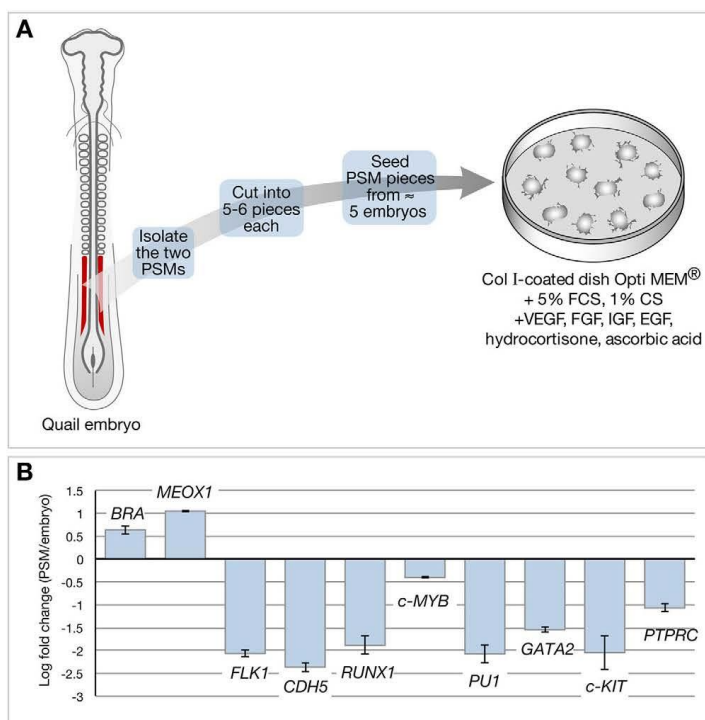 A
Isolate
the two
PSMs
Cut into
5-6 pieces
each
Seed
PSM pieces
from ≈
5 embryos
Col I-coated dish Opti MEM®
+ 5% FCS, 1% CS
+VEGF, FGF, IGF, EGF,
hydrocortisone, ascorbic acid
Quail embryo
B
Log fold change (PSM/embryo)
1.5
1
0.5
0
-0.5
-1
-1.5
-2
-2.5
-3
BRA
MEOX1
FLK1
CDH5
RUNX1
c-MYB
PU1
GATA2
c-KIT
PTPRC